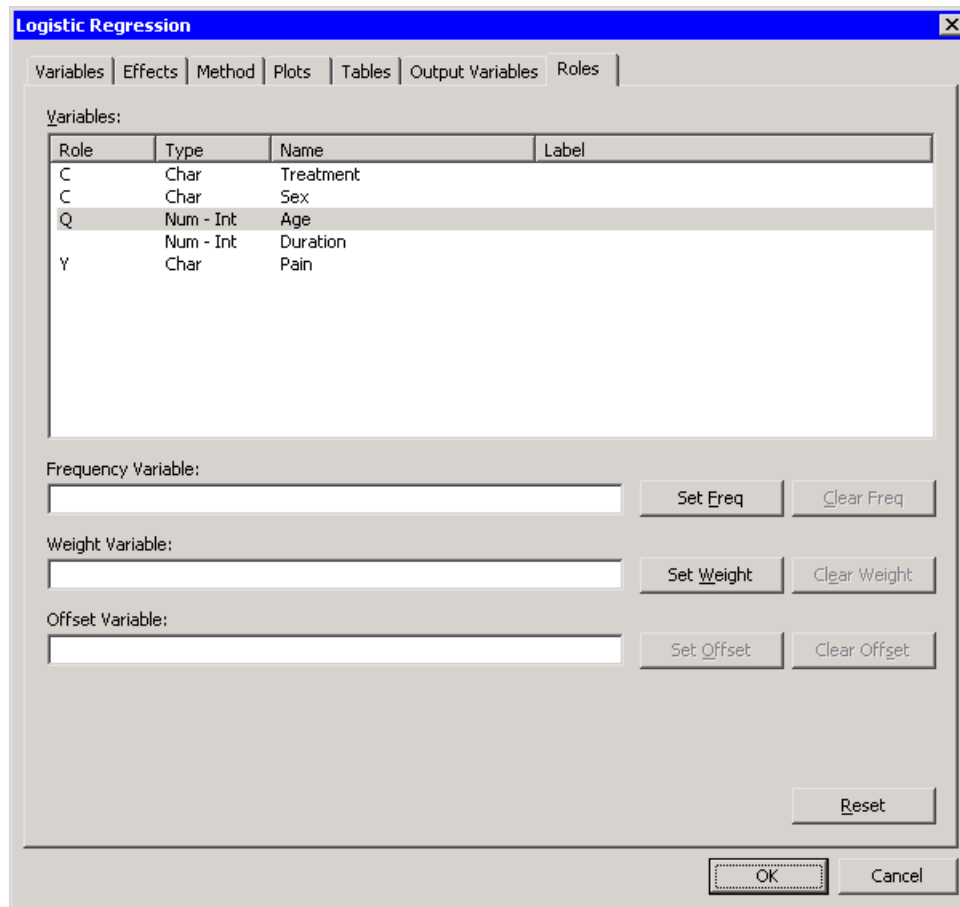 Logistic Regression
Variables Effects Method Plots Tables Output Variables Roles
Variables:
Role Type Name Label
C Char Treatment
C Char Sex
Q Num - Int Age
Num - Int Duration
Y Char Pain
Frequency Variable:
Set Freq Clear Freq
Weight Variable:
Set Weight Clear Weight
Offset Variable:
Set Offset Clear Offset
Reset
OK Cancel